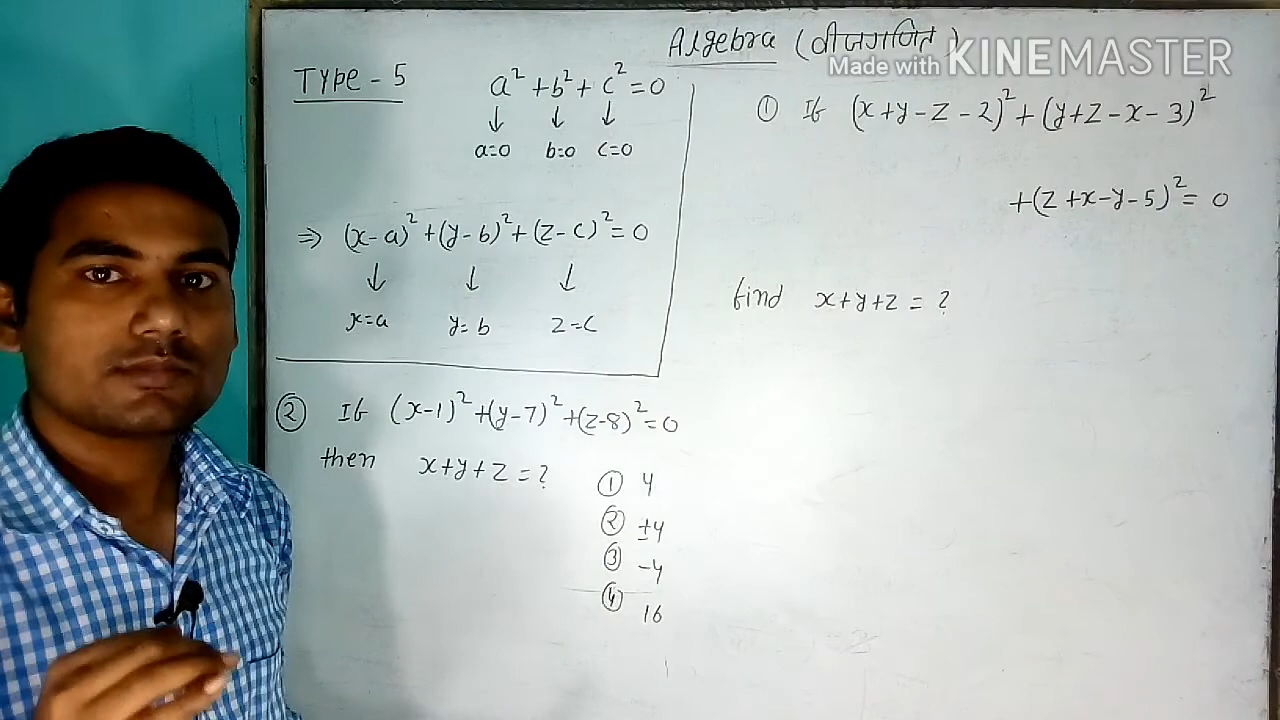 Algebra (बीजगणित)
Made with KINEMASTER
Type - 5
a² + b² + c² = 0
↓ ↓ ↓
a=0 b=0 c=0
⇒ (x-a)² + (y-b)² + (z-c)² = 0
↓ ↓ ↓
x=a y=b z=c
② If (x-1)² + (y-7)² + (z-8)² = 0
then x+y+z = ?
① 4
② ±4
③ -4
④ 16
① If (x+y-z-2)² + (y+z-x-3)²
+(z+x-y-5)² = 0
find x+y+z = ?